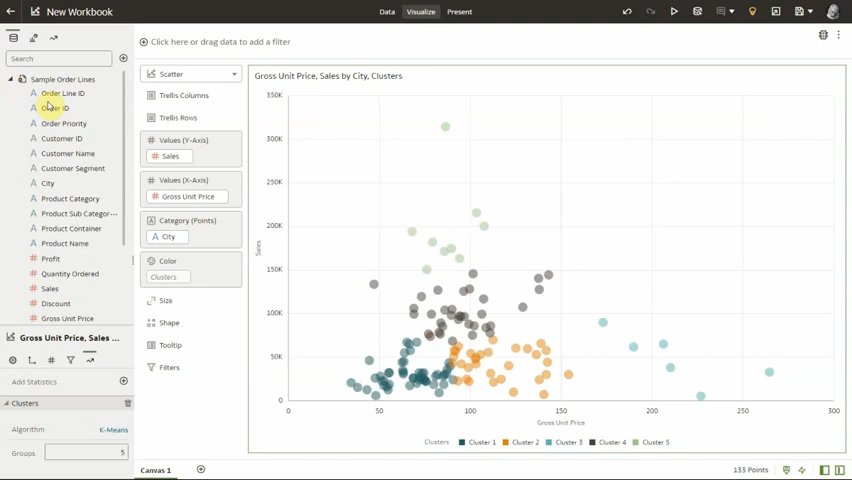 New Workbook
Data
Visualize
Present
Click here or drag data to add a filter
Search
Sample Order Lines
Order Line ID
Order ID
Order Priority
Customer ID
Customer Name
Customer Segment
City
Product Category
Product Sub Categor...
Product Container
Product Name
Profit
Quantity Ordered
Sales
Discount
Gross Unit Price
Gross Unit Price, Sales ...
Add Statistics
Clusters
Algorithm
K-Means
Groups
5
Scatter
Trellis Columns
Trellis Rows
Values (Y-Axis)
Sales
Values (X-Axis)
Gross Unit Price
Category (Points)
City
Color
Clusters
Size
Shape
Tooltip
Filters
Gross Unit Price, Sales by City, Clusters
350K
300K
250K
200K
150K
100K
50K
0
Sales
0
50
100
150
200
250
300
Gross Unit Price
Clusters
Cluster 1
Cluster 2
Cluster 3
Cluster 4
Cluster 5
Canvas 1
133 Points